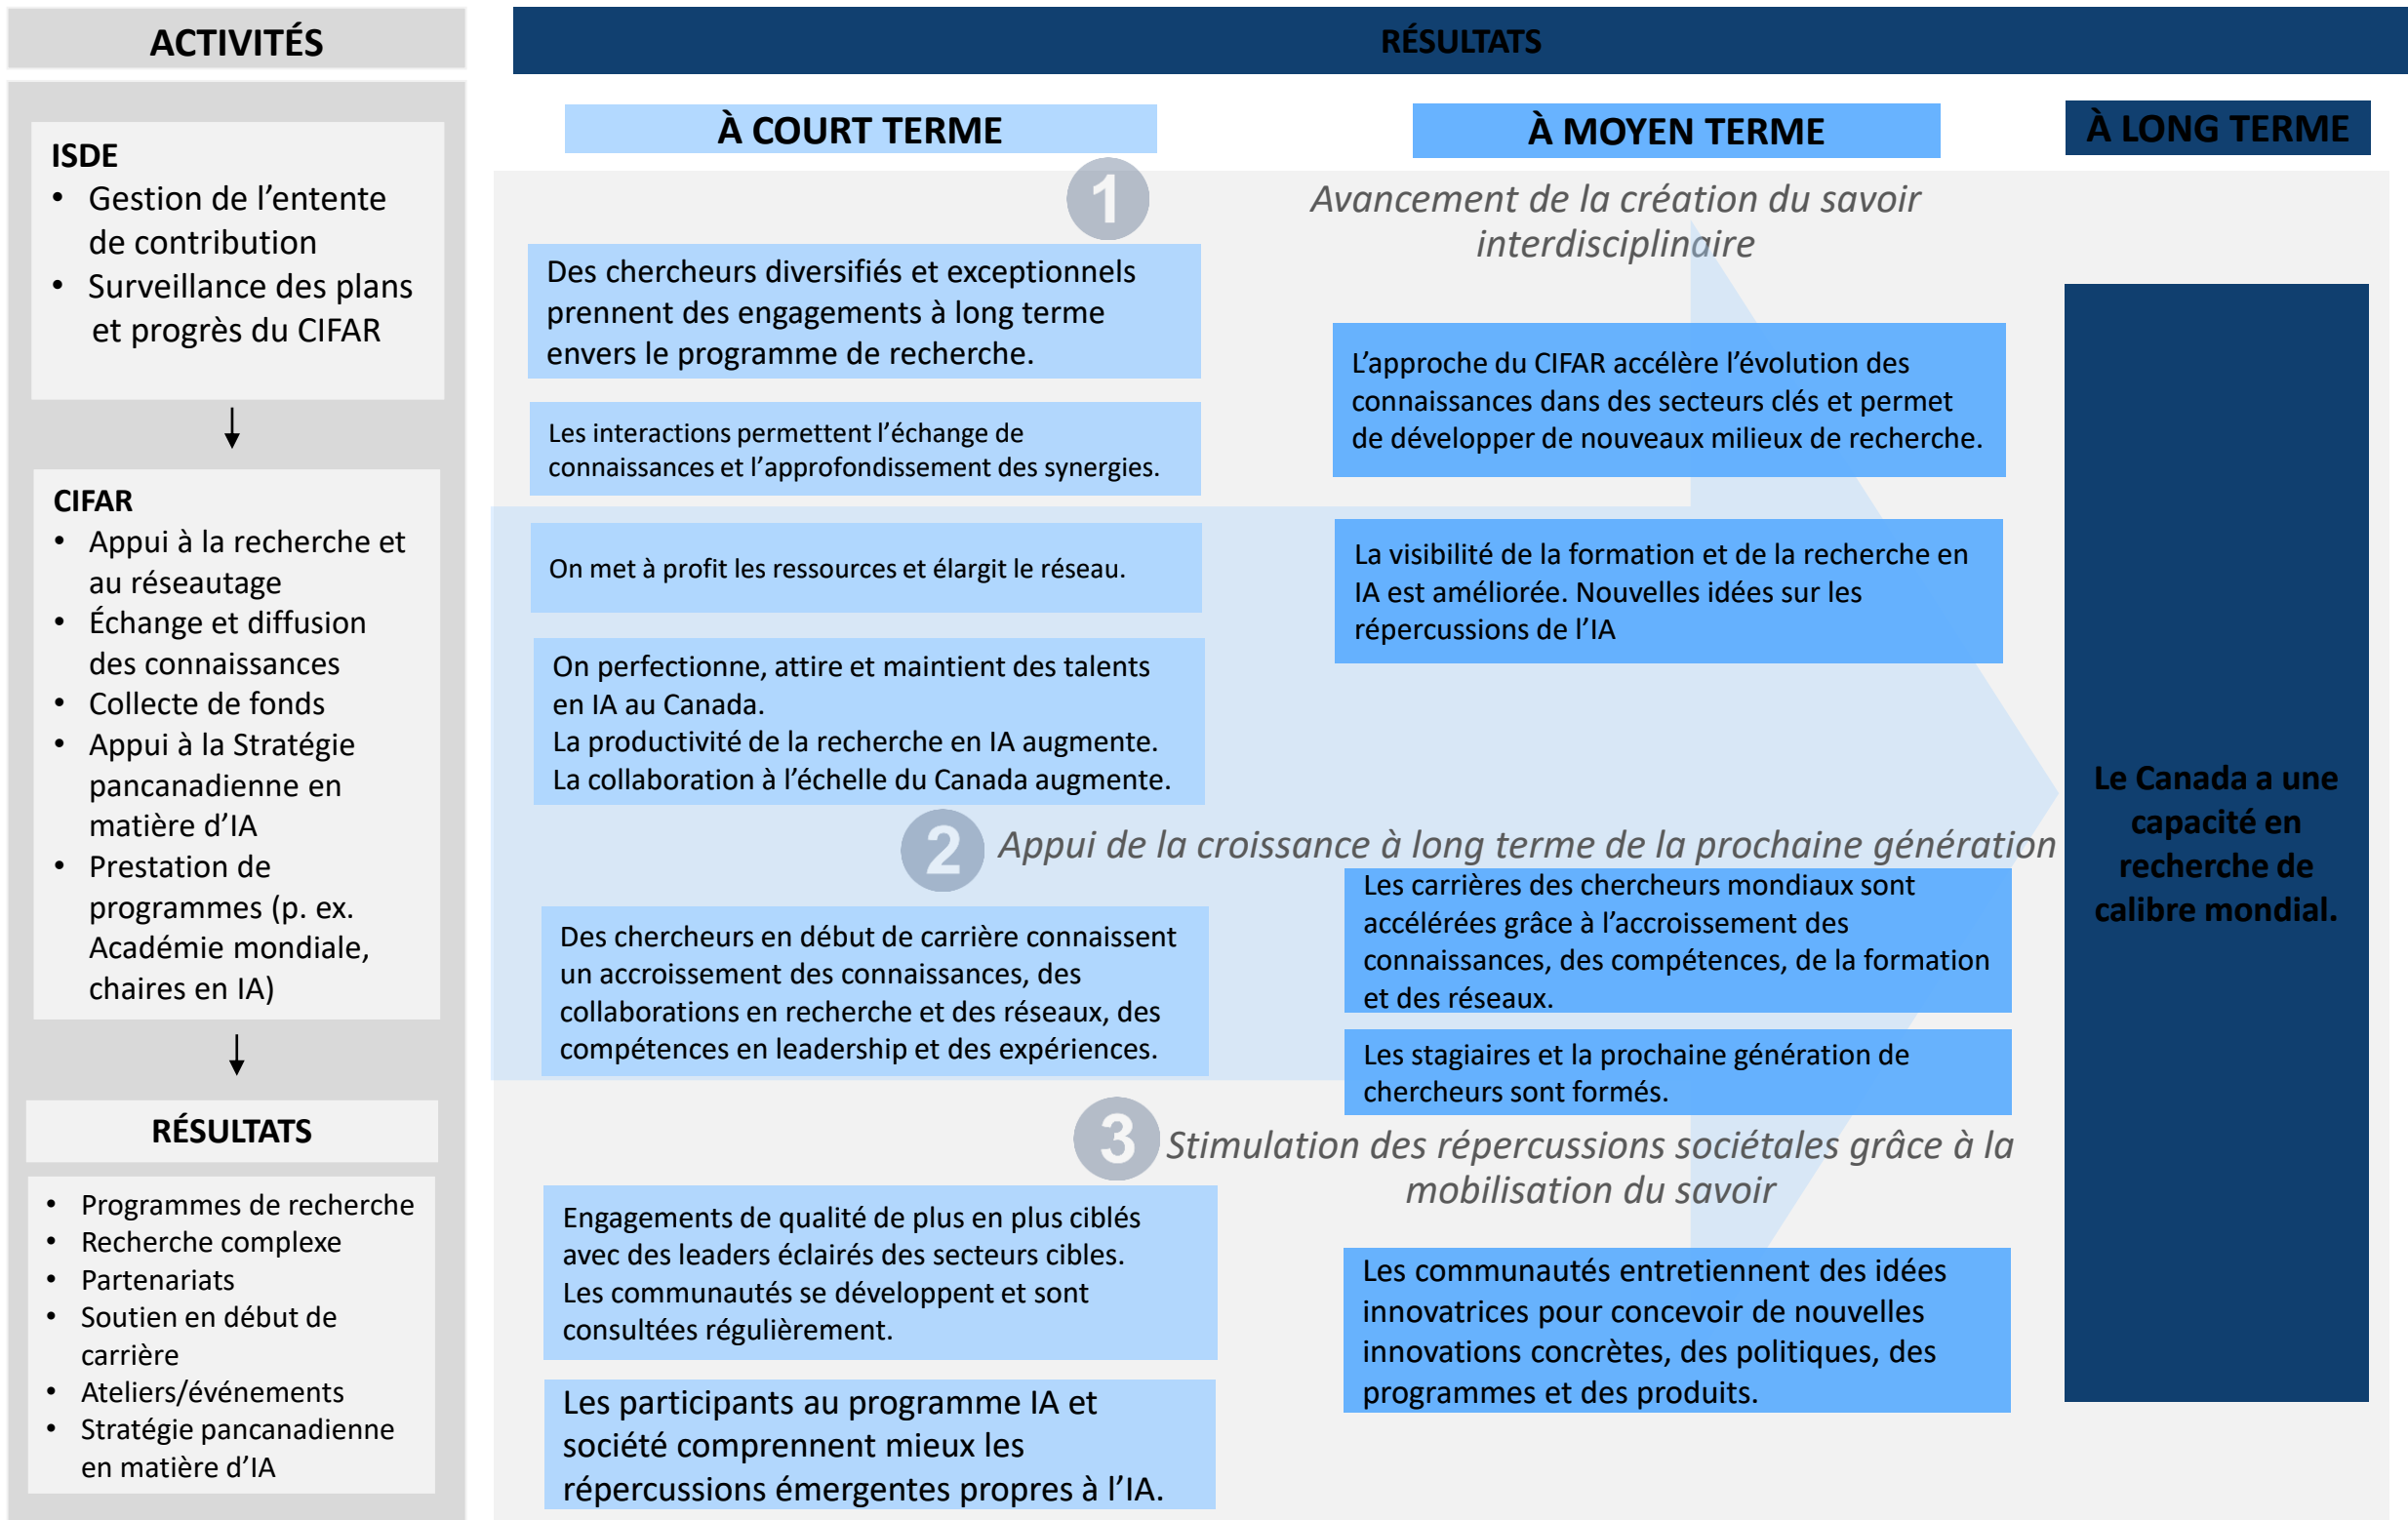 ACTIVITÉS
ISDE
• Gestion de l’entente
de contribution
• Surveillance des plans
et progrès du CIFAR
CIFAR
• Appui à la recherche et
au réseautage
• Échange et diffusion
des connaissances
• Collecte de fonds
• Appui à la Stratégie
pancanadienne en
matière d’IA
• Prestation de
programmes (p. ex.
Académie mondiale,
chaires en IA)
RÉSULTATS
• Programmes de recherche
• Recherche complexe
• Partenariats
• Soutien en début de
carrière
• Ateliers/événements
• Stratégie pancanadienne
en matière d’IA
RÉSULTATS
À COURT TERME
À MOYEN TERME
À LONG TERME
1
Avancement de la création du savoir
interdisciplinaire
Des chercheurs diversifiés et exceptionnels
prennent des engagements à long terme
envers le programme de recherche.
Les interactions permettent l’échange de
connaissances et l’approfondissement des synergies.
On met à profit les ressources et élargit le réseau.
On perfectionne, attire et maintient des talents
en IA au Canada.
La productivité de la recherche en IA augmente.
La collaboration à l’échelle du Canada augmente.
L’approche du CIFAR accélère l’évolution des
connaissances dans des secteurs clés et permet
de développer de nouveaux milieux de recherche.
La visibilité de la formation et de la recherche en
IA est améliorée. Nouvelles idées sur les
répercussions de l’IA
2
Appui de la croissance à long terme de la prochaine génération
Des chercheurs en début de carrière connaissent
un accroissement des connaissances, des
collaborations en recherche et des réseaux, des
compétences en leadership et des expériences.
Les carrières des chercheurs mondiaux sont
accélérées grâce à l’accroissement des
connaissances, des compétences, de la formation
et des réseaux.
Les stagiaires et la prochaine génération de
chercheurs sont formés.
3
Stimulation des répercussions sociétales grâce à la
mobilisation du savoir
Engagements de qualité de plus en plus ciblés
avec des leaders éclairés des secteurs cibles.
Les communautés se développent et sont
consultées régulièrement.
Les participants au programme IA et
société comprennent mieux les
répercussions émergentes propres à l’IA.
Les communautés entretiennent des idées
innovatrices pour concevoir de nouvelles
innovations concrètes, des politiques, des
programmes et des produits.
Le Canada a une
capacité en
recherche de
calibre mondial.